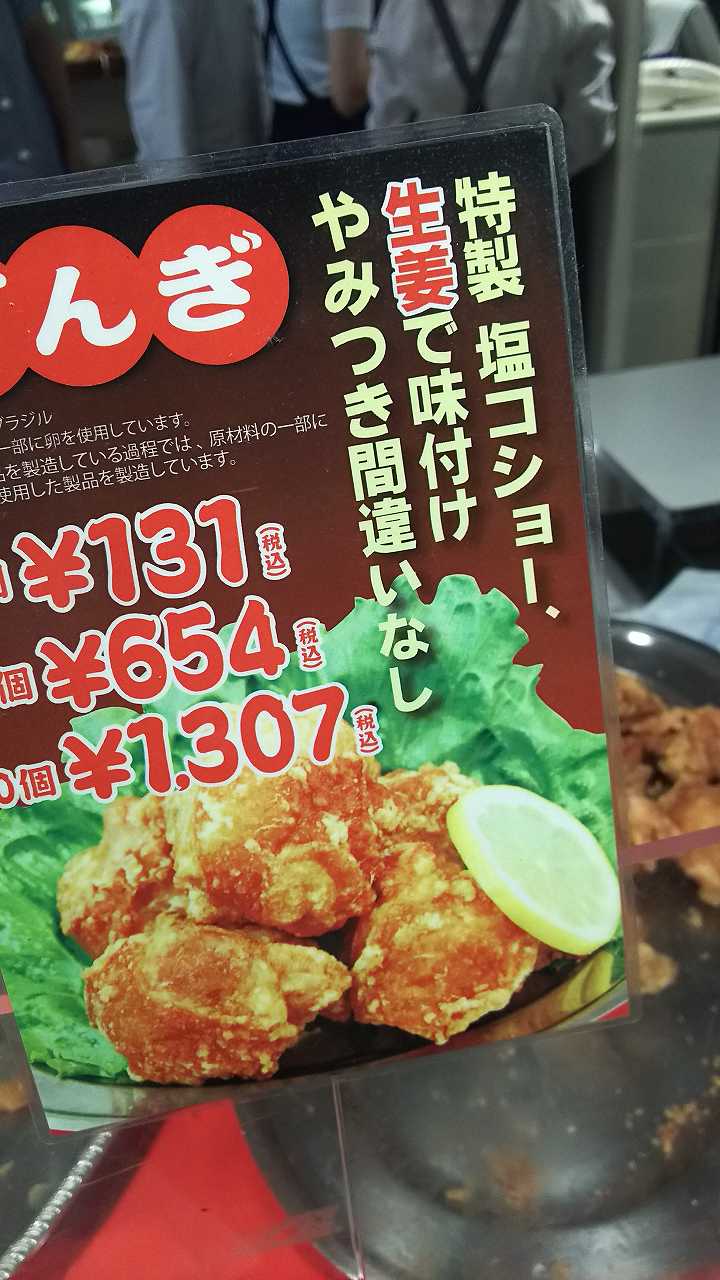 特製 塩コショー、
生姜で味付け
やみつき間違いなし
んぎ
ブラジル
一部に卵を使用しています。
品を製造している過程では、原材料の一部に
使用した製品を製造しています。
¥131(税込)
個 ¥654(税込)
0個 ¥1,307(税込)